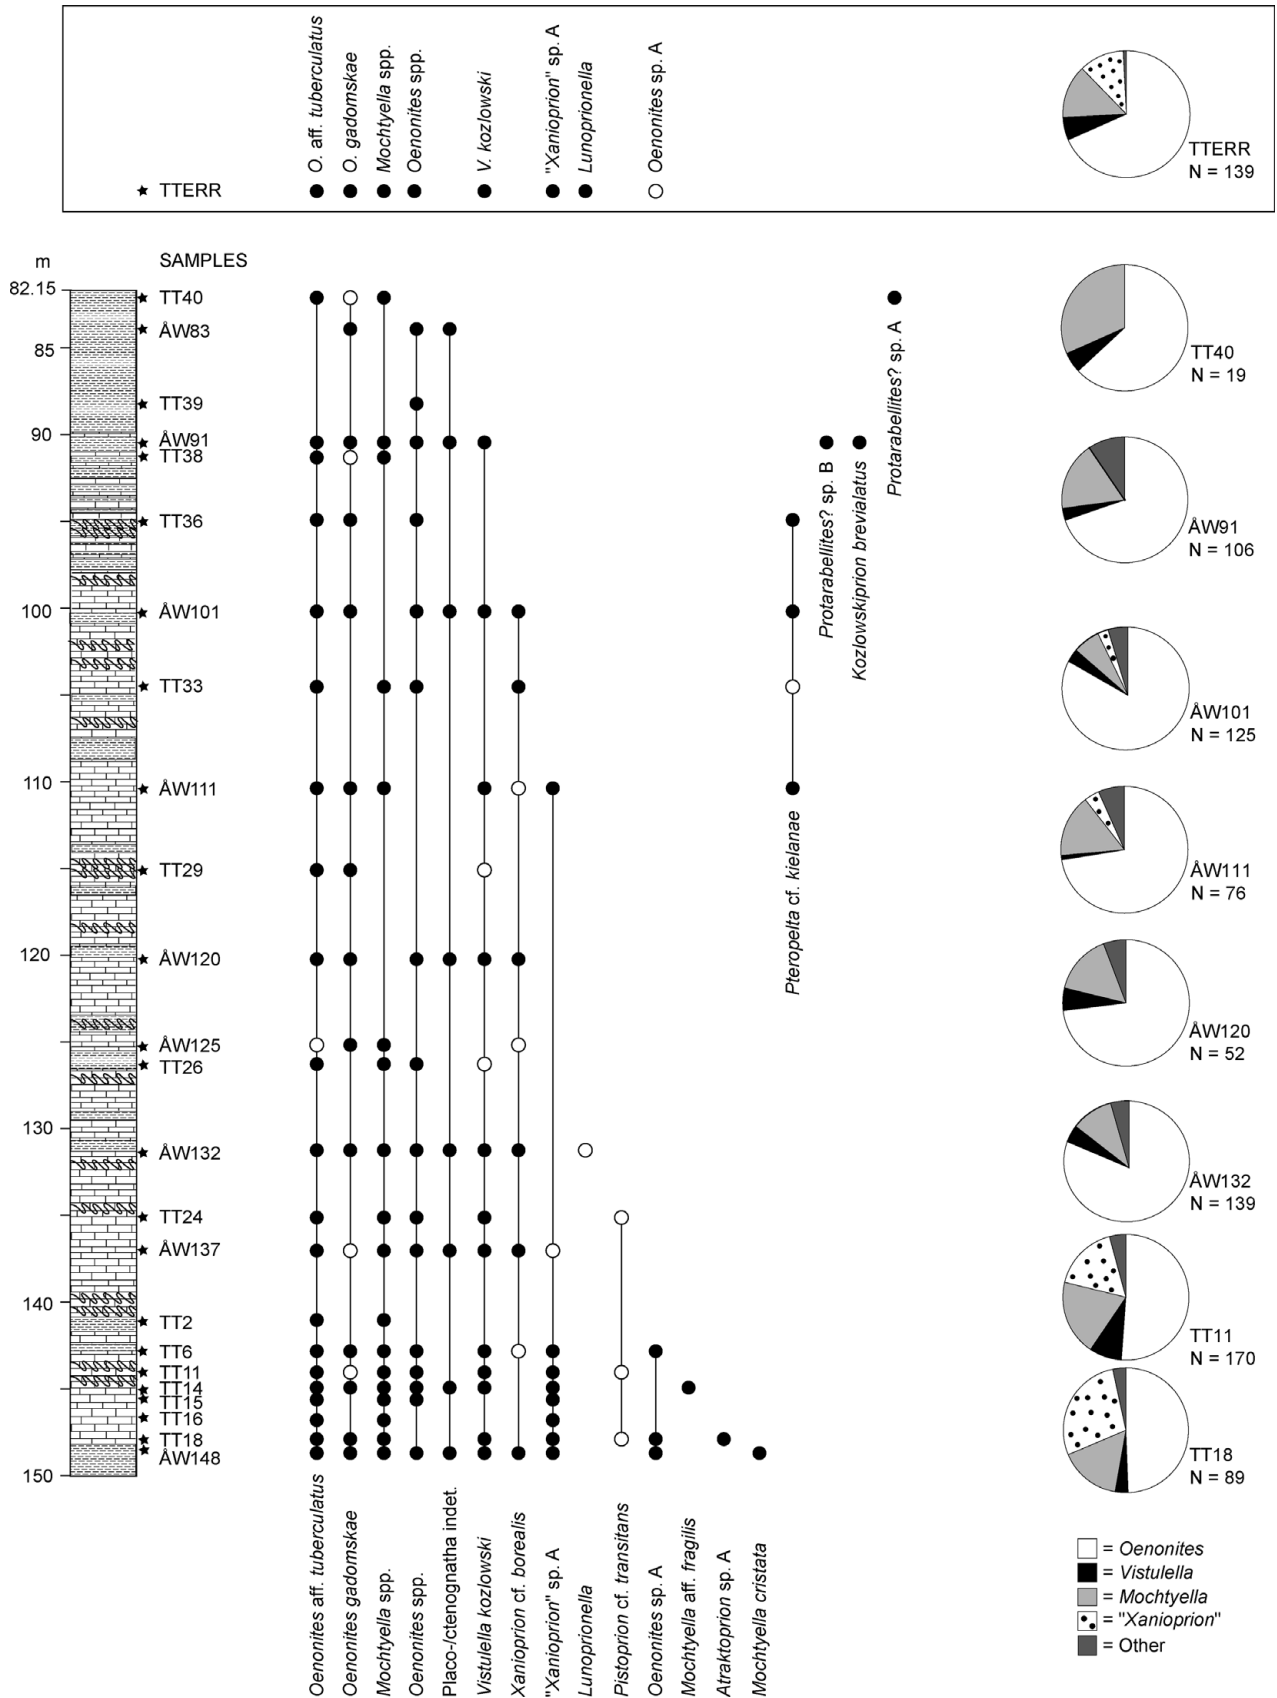 O. aff. tuberculatus
O. gadomskae
Mochtyella spp.
Oenonites spp.
V. kozlowski
"Xanioprion" sp. A
Lunoprionella
Oenonites sp. A
TTERR
TTERR
N = 139
m
SAMPLES
82.15
TT40
ÅW83
85
TT39
90
ÅW91
TT38
TT36
100
ÅW101
TT33
110
ÅW111
TT29
120
ÅW120
ÅW125
TT26
130
ÅW132
TT24
ÅW137
140
TT2
TT6
TT11
TT14
TT15
TT16
TT18
ÅW148
150
Pteropelta cf. kielanae
Protarabellites? sp. B
Kozlowskiprion brevialatus
Protarabellites? sp. A
Oenonites aff. tuberculatus
Oenonites gadomskae
Mochtyella spp.
Oenonites spp.
Placo-/ctenognatha indet.
Vistulella kozlowski
Xanioprion cf. borealis
"Xanioprion" sp. A
Lunoprionella
Pistoprion cf. transitans
Oenonites sp. A
Mochtyella aff. fragilis
Atraktoprion sp. A
Mochtyella cristata
TT40
N = 19
ÅW91
N = 106
ÅW101
N = 125
ÅW111
N = 76
ÅW120
N = 52
ÅW132
N = 139
TT11
N = 170
TT18
N = 89
= Oenonites
= Vistulella
= Mochtyella
= "Xanioprion"
= Other